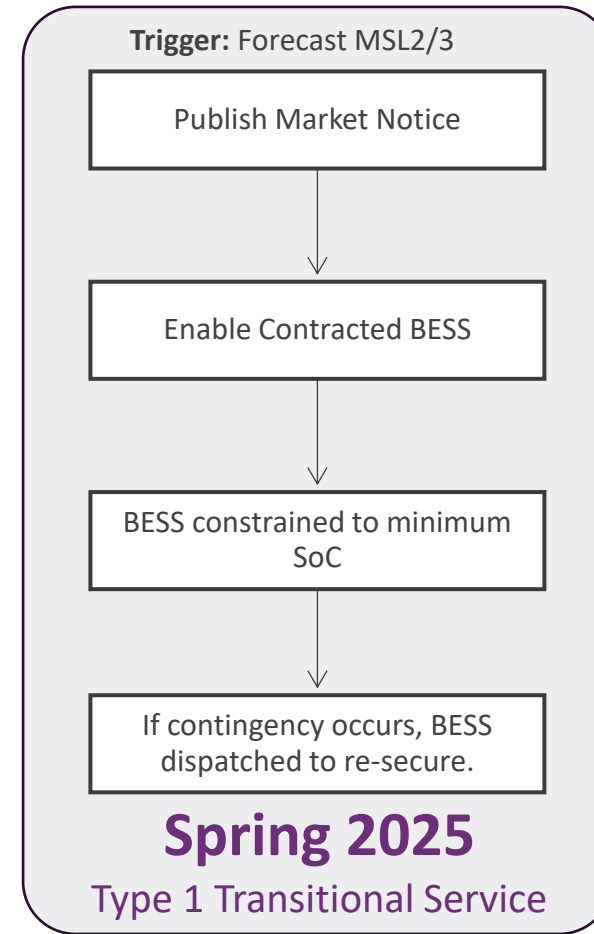 Trigger: Forecast MSL2/3
Publish Market Notice
Enable Contracted BESS
BESS constrained to minimum
SoC
If contingency occurs, BESS
dispatched to re-secure.
Spring 2025
Type 1 Transitional Service